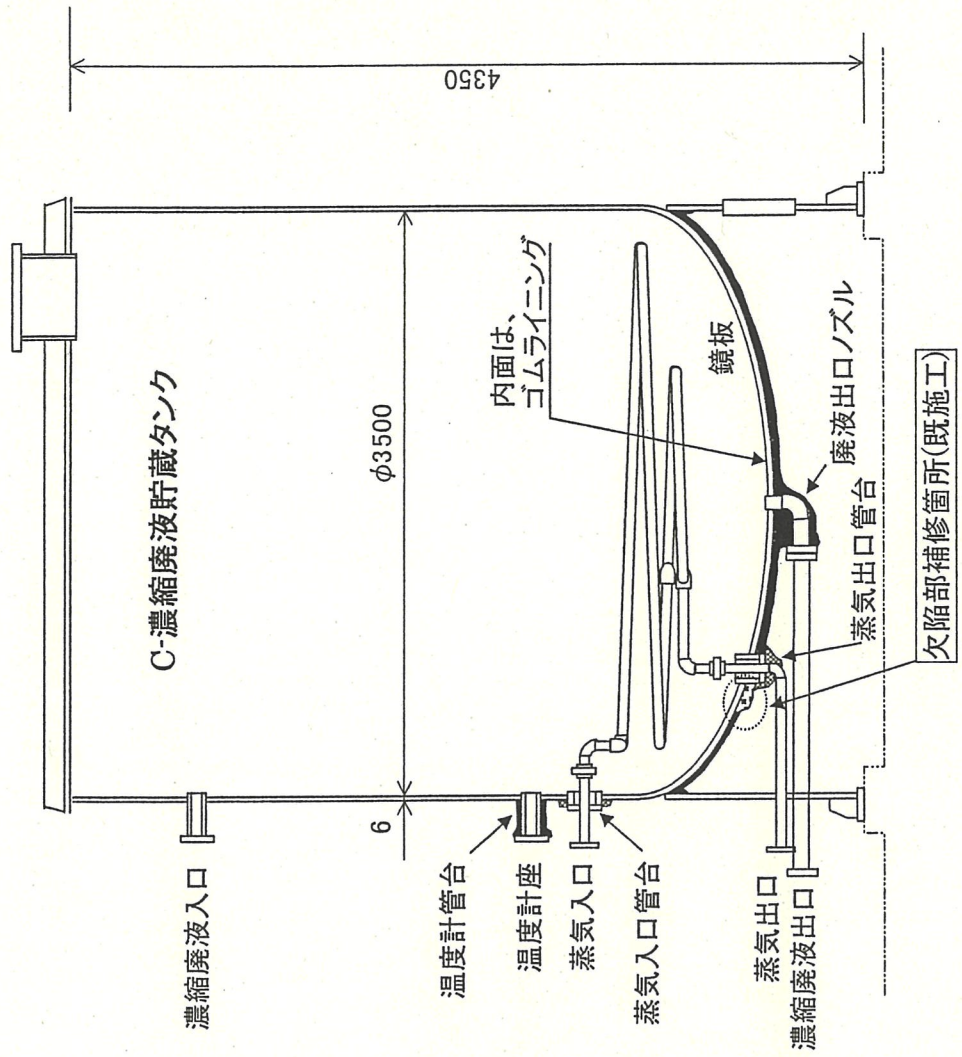 C-濃縮廃液貯蔵タンク
4350
φ3500
6
内面は、
ゴムライニング
鏡板
濃縮廃液入口
温度計管台
温度計座
蒸気入口
蒸気入口管台
蒸気出口
濃縮廃液出口
廃液出口ノズル
蒸気出口管台
欠陥部補修箇所(既施工)